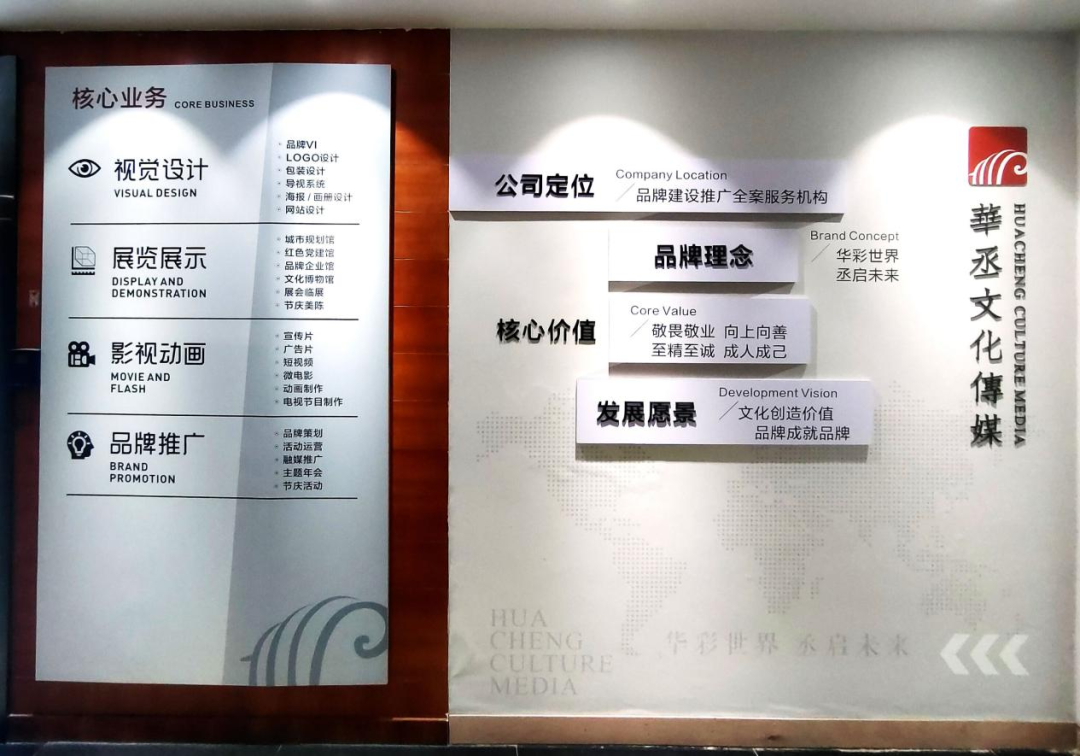 核心业务 CORE BUSINESS
视觉设计
VISUAL DESIGN
品牌VI
LOGO设计
包装设计
导视系统
海报 / 画册设计
网站设计
展览展示
DISPLAY AND
DEMONSTRATION
城市规划馆
红色党建馆
品牌企业馆
文化博物馆
展会临展
节庆美陈
影视动画
MOVIE AND
FLASH
宣传片
广告片
短视频
微电影
动画制作
电视节目制作
品牌推广
BRAND
PROMOTION
品牌策划
活动运营
融媒推广
主题年会
节庆活动
公司定位
Company Location
品牌建设推广全案服务机构
品牌理念
Brand Concept
华彩世界
丞启未来
核心价值
Core Value
敬畏敬业 向上向善
至精至诚 成人成己
发展愿景
Development Vision
文化创造价值
品牌成就品牌
華丞文化傳媒
HUACHENG CULTURE MEDIA
HUA
CHENG
CULTURE
MEDIA
华彩世界 丞启未来